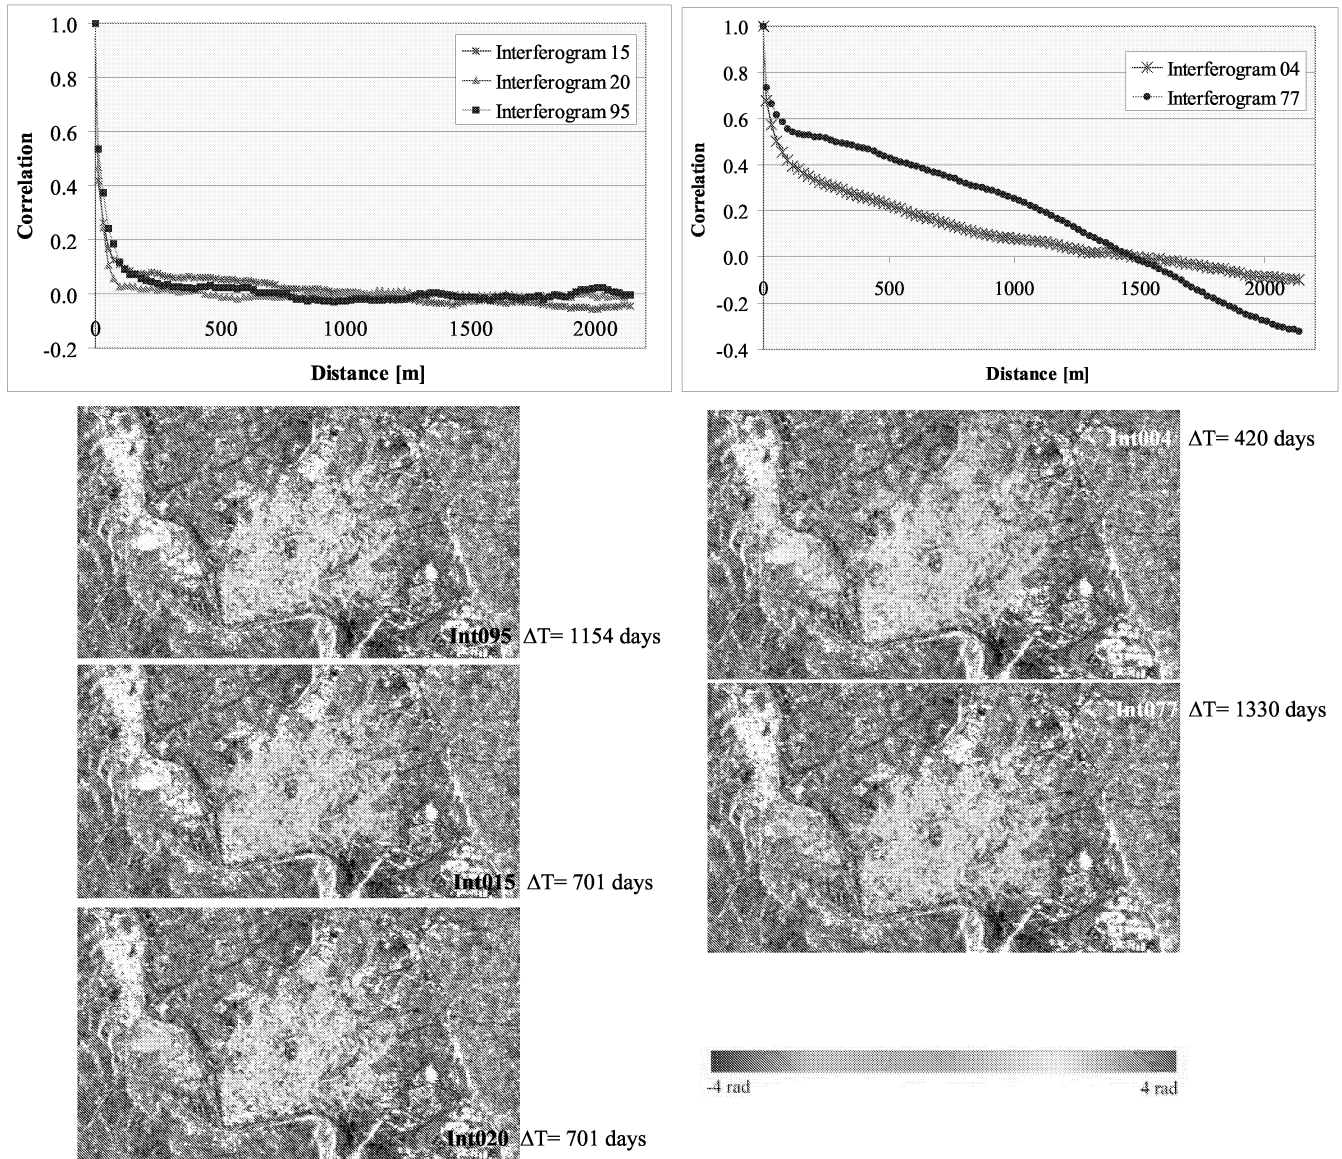 1.0
0.8
0.6
0.4
0.2
0.0
-0.2
Correlation
0 500 1000 1500 2000
Distance [m]
Interferogram 15
Interferogram 20
Interferogram 95
1.0
0.8
0.6
0.4
0.2
0.0
-0.2
-0.4
Correlation
0 500 1000 1500 2000
Distance [m]
Interferogram 04
Interferogram 77
Int095 ΔT= 1154 days
Int015 ΔT= 701 days
Int020 ΔT= 701 days
Int004 ΔT= 420 days
Int077 ΔT= 1330 days
-4 rad 4 rad